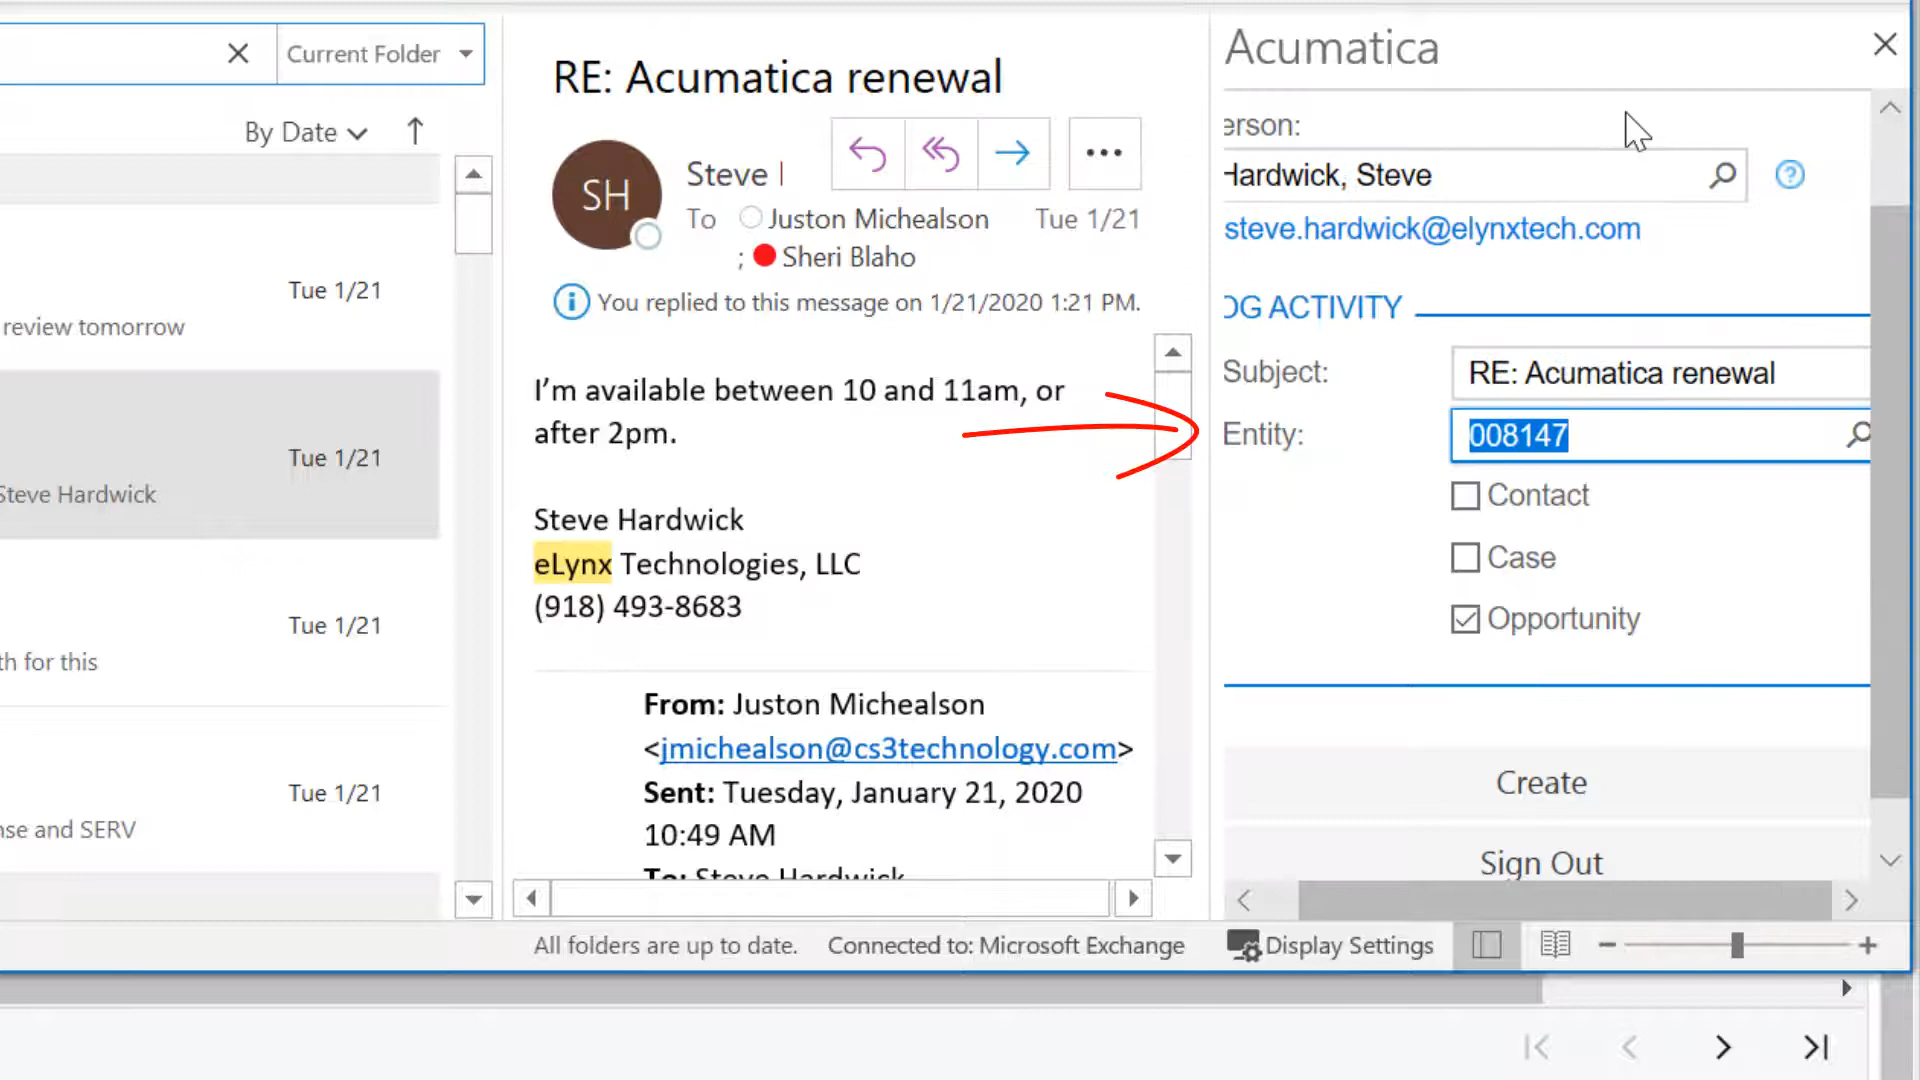 Current Folder
By Date
Tue 1/21
review tomorrow
Tue 1/21
Steve Hardwick
Tue 1/21
th for this
Tue 1/21
nse and SERV
RE: Acumatica renewal
SH
Steve
To Juston Michealson Tue 1/21
; Sheri Blaho
You replied to this message on 1/21/2020 1:21 PM.
I’m available between 10 and 11am, or
after 2pm.
Steve Hardwick
eLynx Technologies, LLC
(918) 493-8683
From: Juston Michealson
<jmichealson@cs3technology.com>
Sent: Tuesday, January 21, 2020
10:49 AM
To: Steve Hardwick
Acumatica
erson:
Hardwick, Steve
steve.hardwick@elynxtech.com
OG ACTIVITY
Subject: RE: Acumatica renewal
Entity: 008147
Contact
Case
Opportunity
Create
Sign Out
All folders are up to date. Connected to: Microsoft Exchange Display Settings